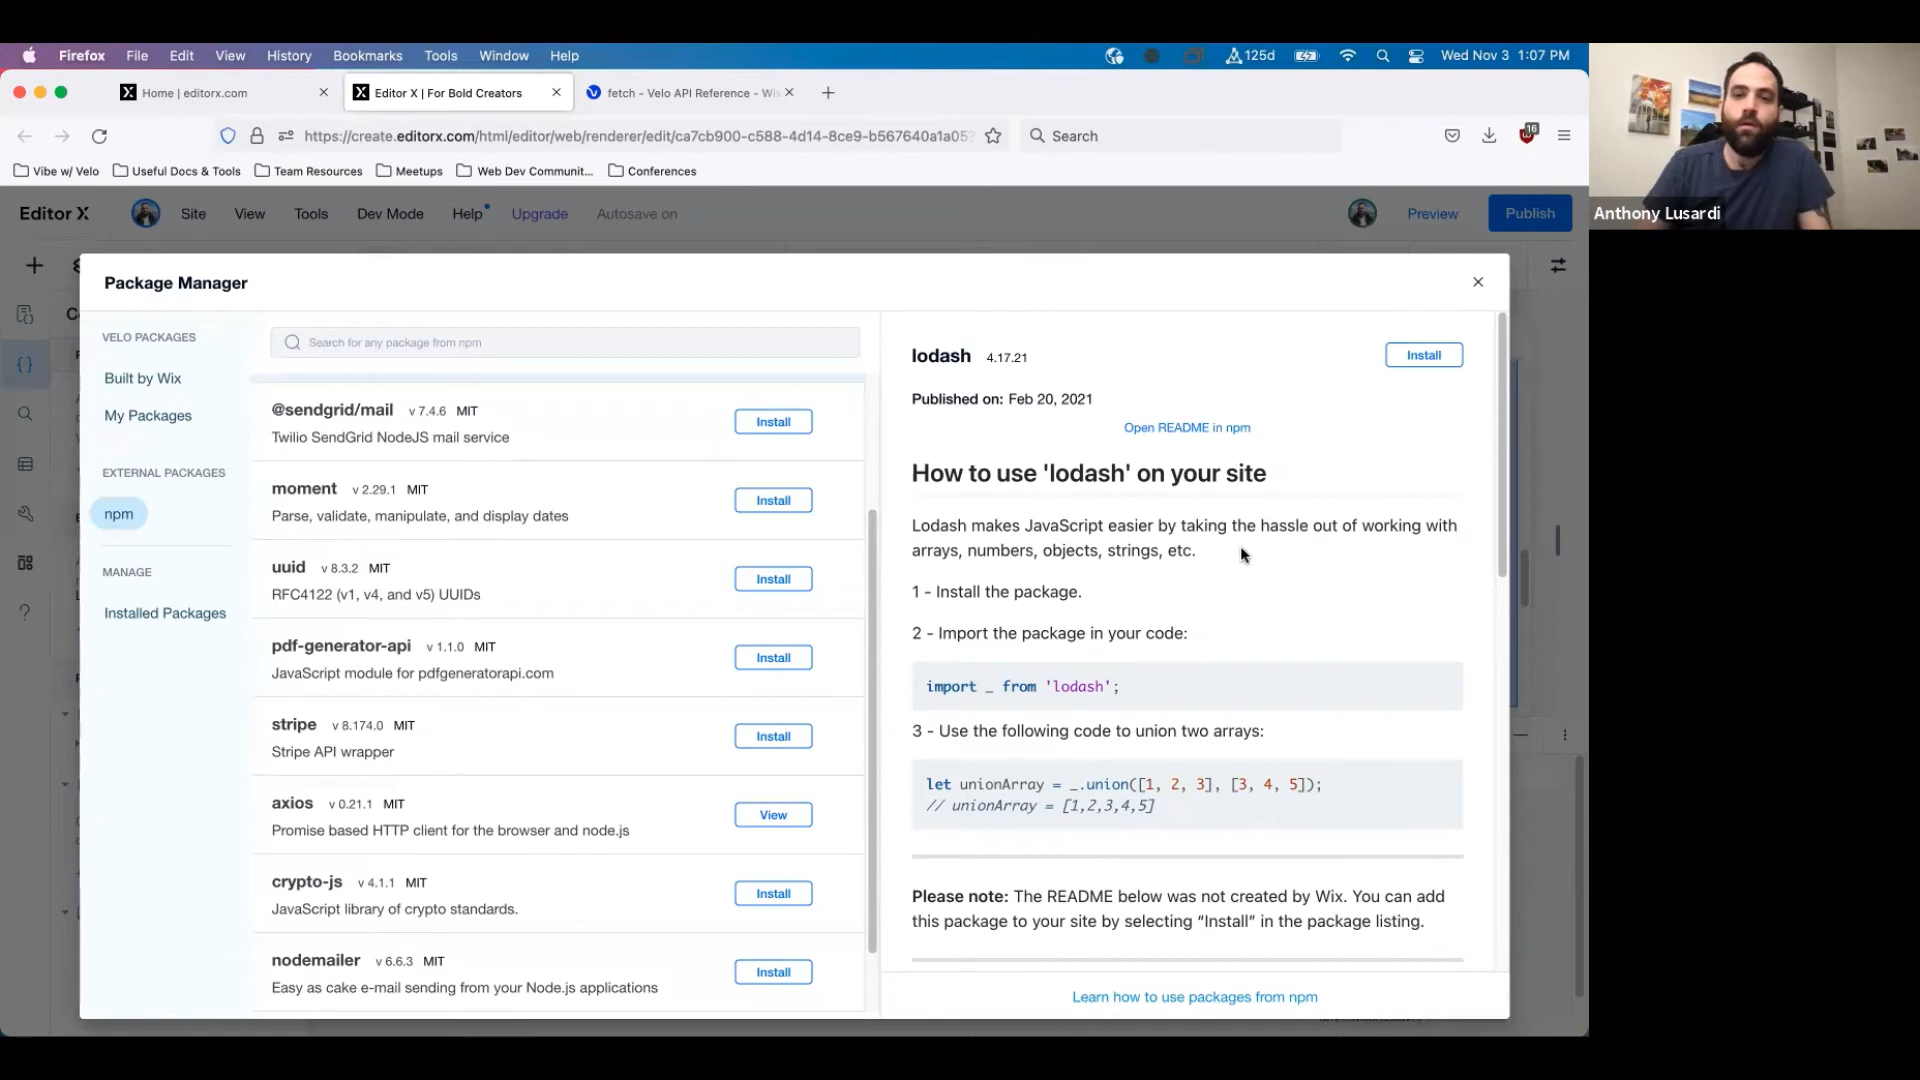 Firefox File Edit View History Bookmarks Tools Window Help 125d Wed Nov 3 1:07 PM
Home | editorx.com
Editor X | For Bold Creators
fetch - Velo API Reference - Wix
https://create.editorx.com/html/editor/web/renderer/edit/ca7cb900-c588-4d14-8ce9-b567640a1a05?
Search
16
Vibe w/ Velo Useful Docs & Tools Team Resources Meetups Web Dev Communit... Conferences
Anthony Lusardi
Editor X Site View Tools Dev Mode Help Upgrade Autosave on Preview Publish
Package Manager
VELO PACKAGES
Built by Wix
My Packages
EXTERNAL PACKAGES
npm
MANAGE
Installed Packages
Search for any package from npm
@sendgrid/mail v 7.4.6 MIT
Twilio SendGrid NodeJS mail service
Install
moment v 2.29.1 MIT
Parse, validate, manipulate, and display dates
Install
uuid v 8.3.2 MIT
RFC4122 (v1, v4, and v5) UUIDs
Install
pdf-generator-api v 1.1.0 MIT
JavaScript module for pdfgeneratorapi.com
Install
stripe v 8.174.0 MIT
Stripe API wrapper
Install
axios v 0.21.1 MIT
Promise based HTTP client for the browser and node.js
View
crypto-js v 4.1.1 MIT
JavaScript library of crypto standards.
Install
nodemailer v 6.6.3 MIT
Easy as cake e-mail sending from your Node.js applications
Install
lodash 4.17.21
Install
Published on: Feb 20, 2021
Open README in npm
How to use 'lodash' on your site
Lodash makes JavaScript easier by taking the hassle out of working with
arrays, numbers, objects, strings, etc.
1 - Install the package.
2 - Import the package in your code:
import _ from 'lodash';
3 - Use the following code to union two arrays:
let unionArray = _.union([1, 2, 3], [3, 4, 5]);
// unionArray = [1,2,3,4,5]
Please note: The README below was not created by Wix. You can add
this package to your site by selecting “Install” in the package listing.
Learn how to use packages from npm